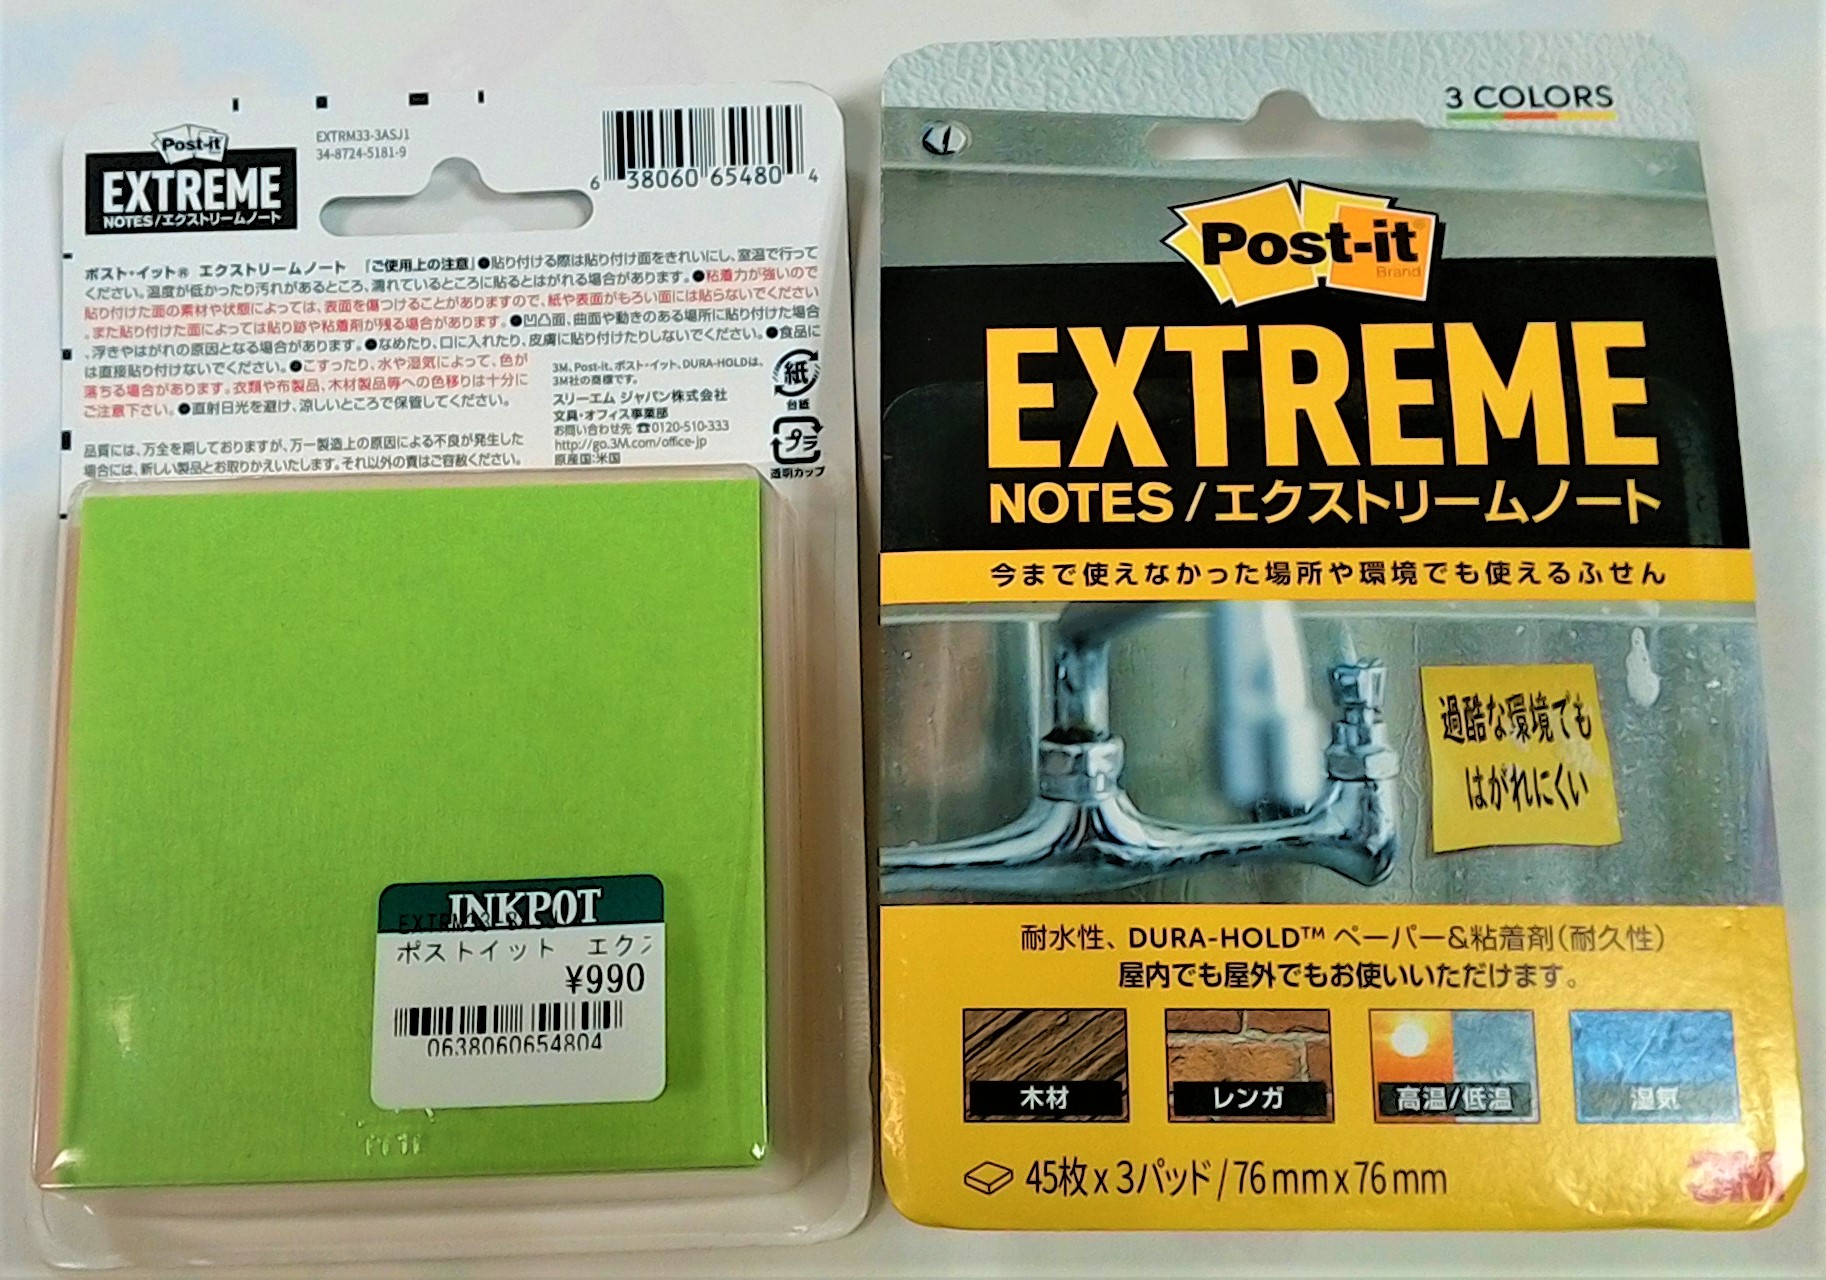 Post-it
EXTREME
NOTES/エクストリームノート
EXTRM33-3ASJ1
34-8724-5181-9
6 38060 65480 4
ポスト・イット® エクストリームノート 「ご使用上の注意」●貼り付ける際は貼り付け面をきれいにし、室温で行って
ください。温度が低かったり汚れがあるところ、濡れているところに貼るとはがれる場合があります。●粘着力が強いので
貼り付けた面の素材や状態によっては、表面を傷つけることがありますので、紙や表面がもろい面には貼らないでください
。また貼り付けた面によっては貼り跡や粘着剤が残る場合があります。●凹凸面、曲面や動きのある場所に貼り付けた場合
、浮きやはがれの原因となる場合があります。●なめたり、口に入れたり、皮膚に貼り付けたりしないでください。●食品に
は直接貼り付けないでください。●こすったり、水や湿気によって、色が
落ちる場合があります。衣類や布製品、木材製品等への色移りは十分に
ご注意下さい。●直射日光を避け、涼しいところで保管してください。
品質には、万全を期しておりますが、万一製造上の原因による不良が発生した
場合には、新しい製品とお取りかえいたします。それ以外の責はご容赦ください。
3M、Post-it、ポスト・イット、DURA-HOLDは、
3M社の商標です。
スリーエム ジャパン株式会社
文具・オフィス事業部
お問い合わせ先 ☎0120-510-333
http://go.3M.com/office-jp
原産国:米国
紙
台紙
プラ
透明カップ
INKPOT
ポストイット エクス
¥990
0638060654804
3 COLORS
Post-it
Brand
EXTREME
NOTES/エクストリームノート
今まで使えなかった場所や環境でも使えるふせん
過酷な環境でも
はがれにくい
耐水性、DURA-HOLD™ ペーパー&粘着剤(耐久性)
屋内でも屋外でもお使いいただけます。
木材
レンガ
高温/低温
湿気
45枚 x 3パッド / 76 mm x 76 mm
3M